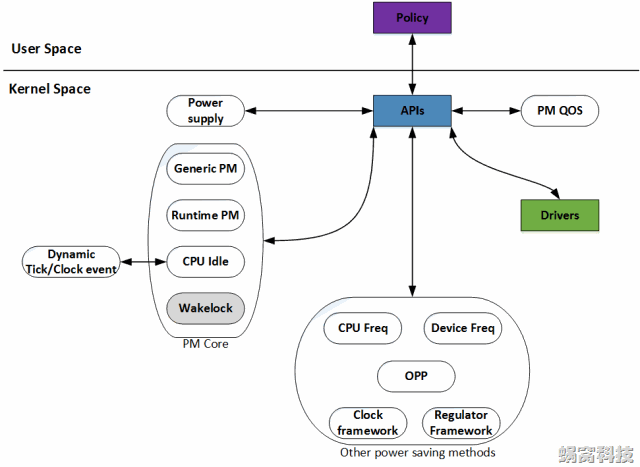 Policy
User Space
Kernel Space
Power
supply
APIs
PM QOS
Generic PM
Runtime PM
Drivers
Dynamic
Tick/Clock event
CPU Idle
Wakelock
PM Core
CPU Freq
Device Freq
OPP
Clock
framework
Regulator
Framework
Other power saving methods
蜗窝科技